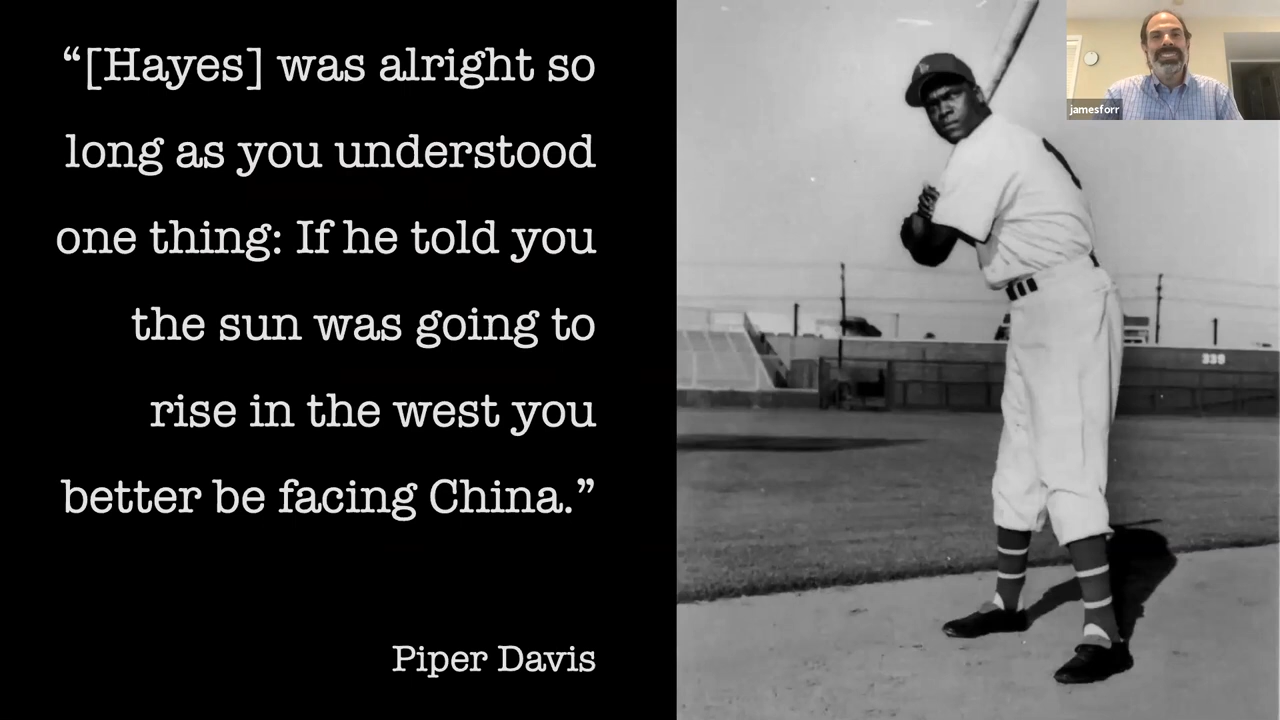 “[Hayes] was alright so
long as you understood
one thing: If he told you
the sun was going to
rise in the west you
better be facing China.”
Piper Davis
jamesforr
339